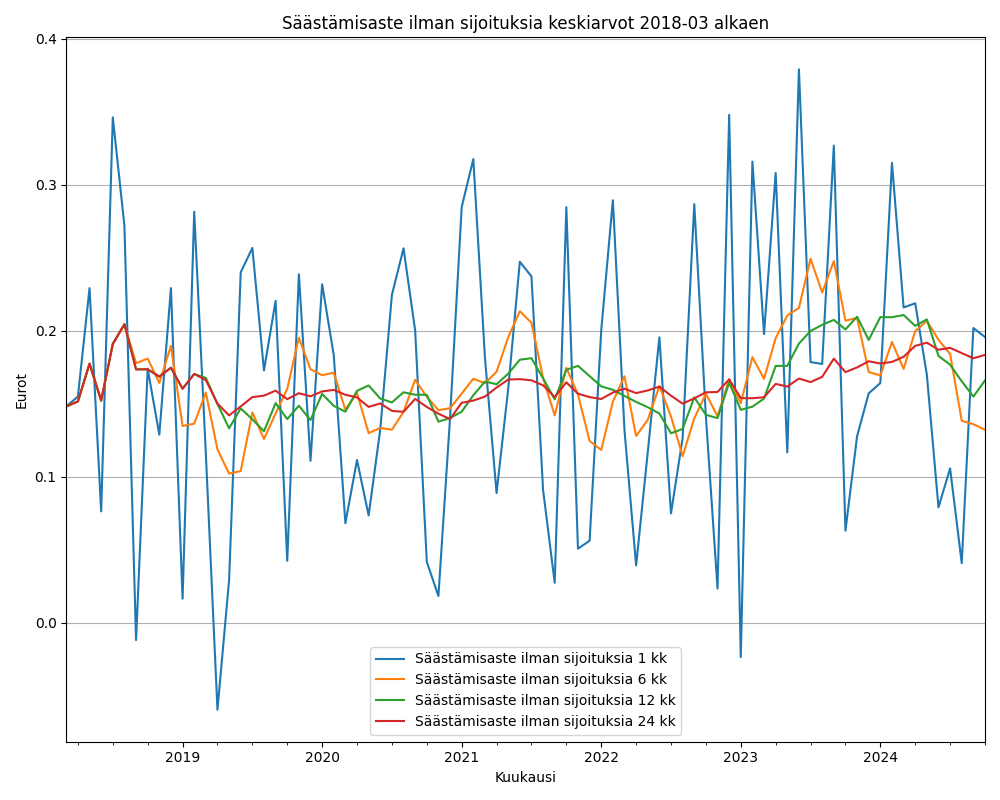 Säästämisaste ilman sijoituksia keskiarvot 2018-03 alkaen
0.4
0.3
0.2
0.1
0.0
Eurot
2019 2020 2021 2022 2023 2024
Kuukausi
Säästämisaste ilman sijoituksia 1 kk
Säästämisaste ilman sijoituksia 6 kk
Säästämisaste ilman sijoituksia 12 kk
Säästämisaste ilman sijoituksia 24 kk